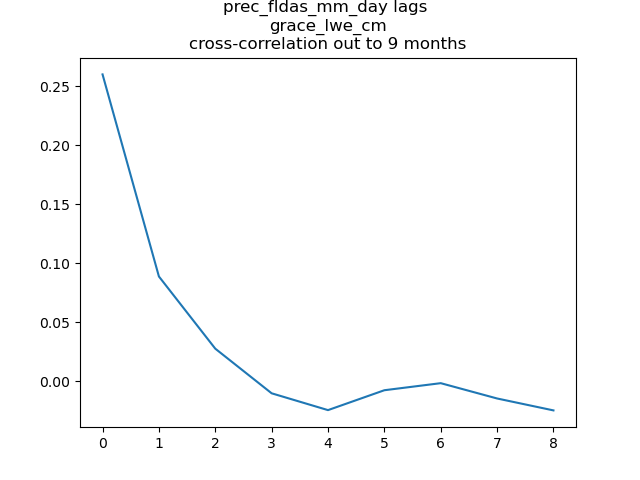 prec_fldas_mm_day lags
grace_lwe_cm
cross-correlation out to 9 months
0.25
0.20
0.15
0.10
0.05
0.00
0 1 2 3 4 5 6 7 8